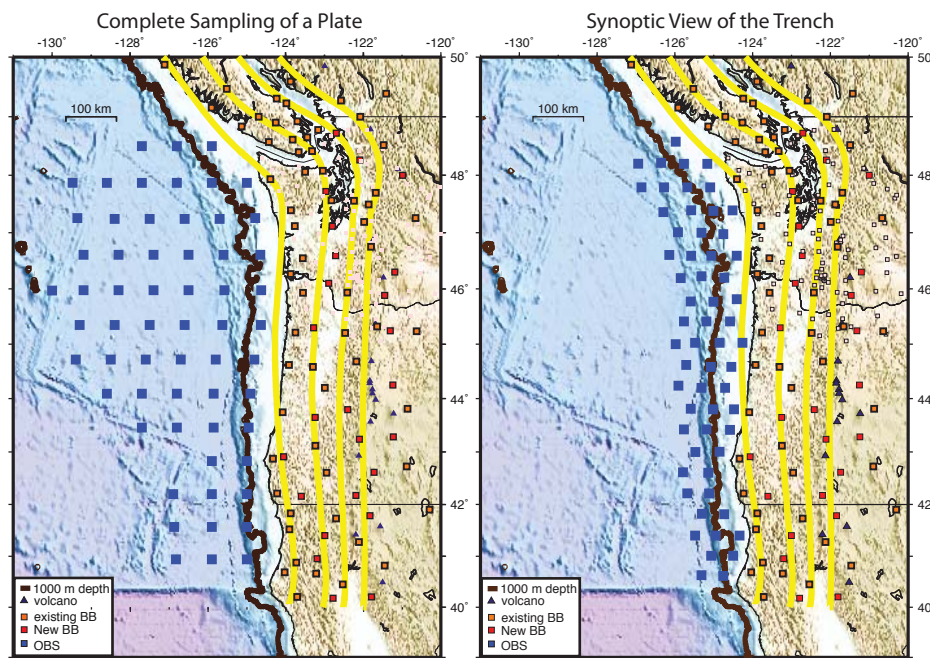 Complete Sampling of a Plate
Synoptic View of the Trench
-130° -128° -126° -124° -122° -120°
-130° -128° -126° -124° -122° -120°
50° 50°
100 km 100 km
48° 48°
46° 46°
44° 44°
42° 42°
40° 40°
1000 m depth
volcano
existing BB
New BB
OBS
1000 m depth
volcano
existing BB
New BB
OBS